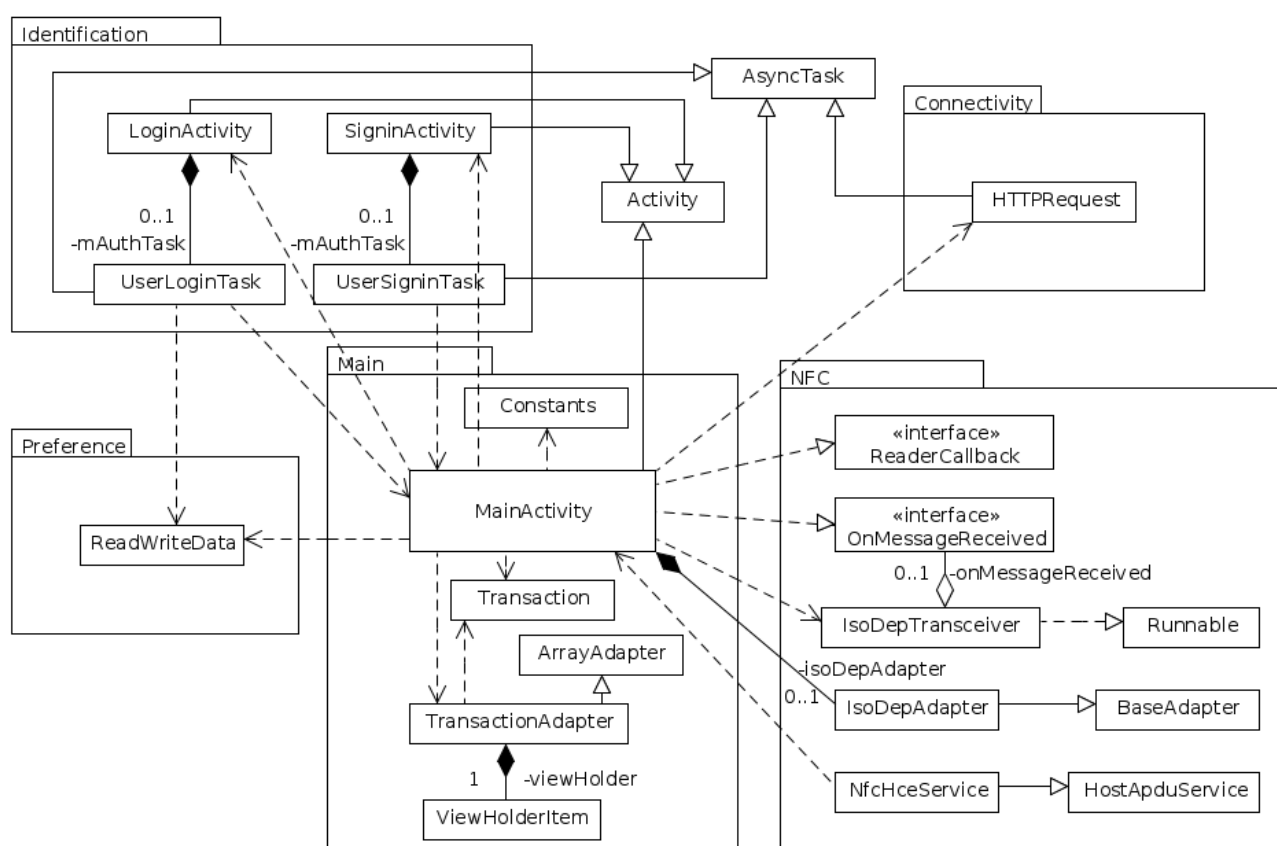 Identification
AsyncTask
Connectivity
LoginActivity
SigninActivity
Activity
HTTPRequest
0..1
-mAuthTask
0..1
-mAuthTask
UserLoginTask
UserSigninTask
Main
NFC
Constants
«interface»
ReaderCallback
Preference
MainActivity
«interface»
OnMessageReceived
ReadWriteData
0..1
-onMessageReceived
Transaction
IsoDepTransceiver
Runnable
ArrayAdapter
-isoDepAdapter
0..1
IsoDepAdapter
BaseAdapter
TransactionAdapter
1
-viewHolder
NfcHceService
HostApduService
ViewHolderItem